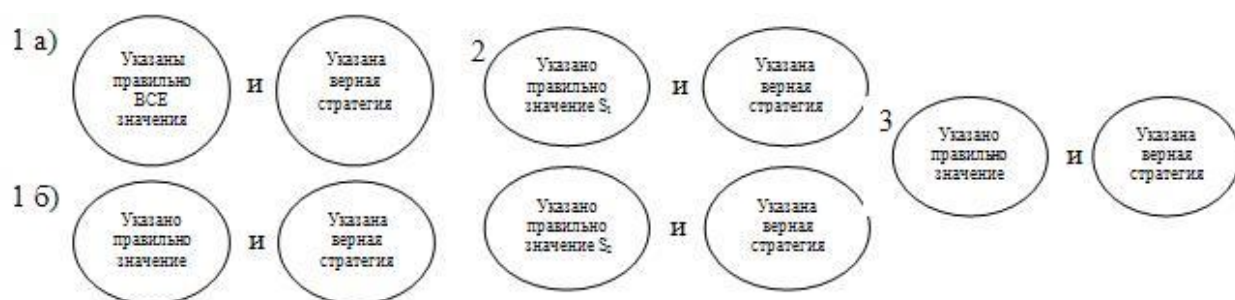 1 а)
Указаны
правильно
ВСЕ
значения
и
Указана
верная
стратегия
2
Указано
правильно
значение S₁
и
Указана
верная
стратегия
3
Указано
правильно
значение
и
Указана
верная
стратегия
1 б)
Указано
правильно
значение
и
Указана
верная
стратегия
Указано
правильно
значение S₂
и
Указана
верная
стратегия